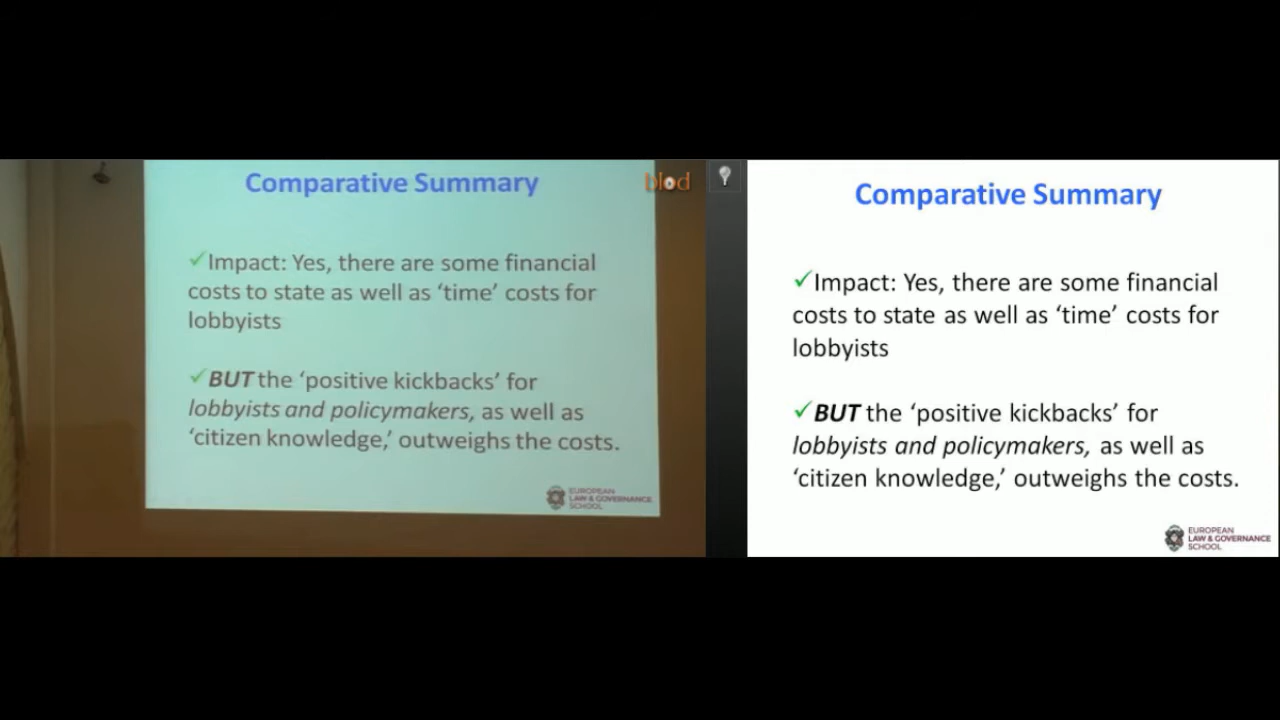 Comparative Summary
✓Impact: Yes, there are some financial
costs to state as well as ‘time’ costs for
lobbyists
✓BUT the ‘positive kickbacks’ for
lobbyists and policymakers, as well as
‘citizen knowledge,’ outweighs the costs.
EUROPEAN
LAW & GOVERNANCE
SCHOOL
blod
Comparative Summary
✓Impact: Yes, there are some financial
costs to state as well as ‘time’ costs for
lobbyists
✓BUT the ‘positive kickbacks’ for
lobbyists and policymakers, as well as
‘citizen knowledge,’ outweighs the costs.
EUROPEAN
LAW & GOVERNANCE
SCHOOL